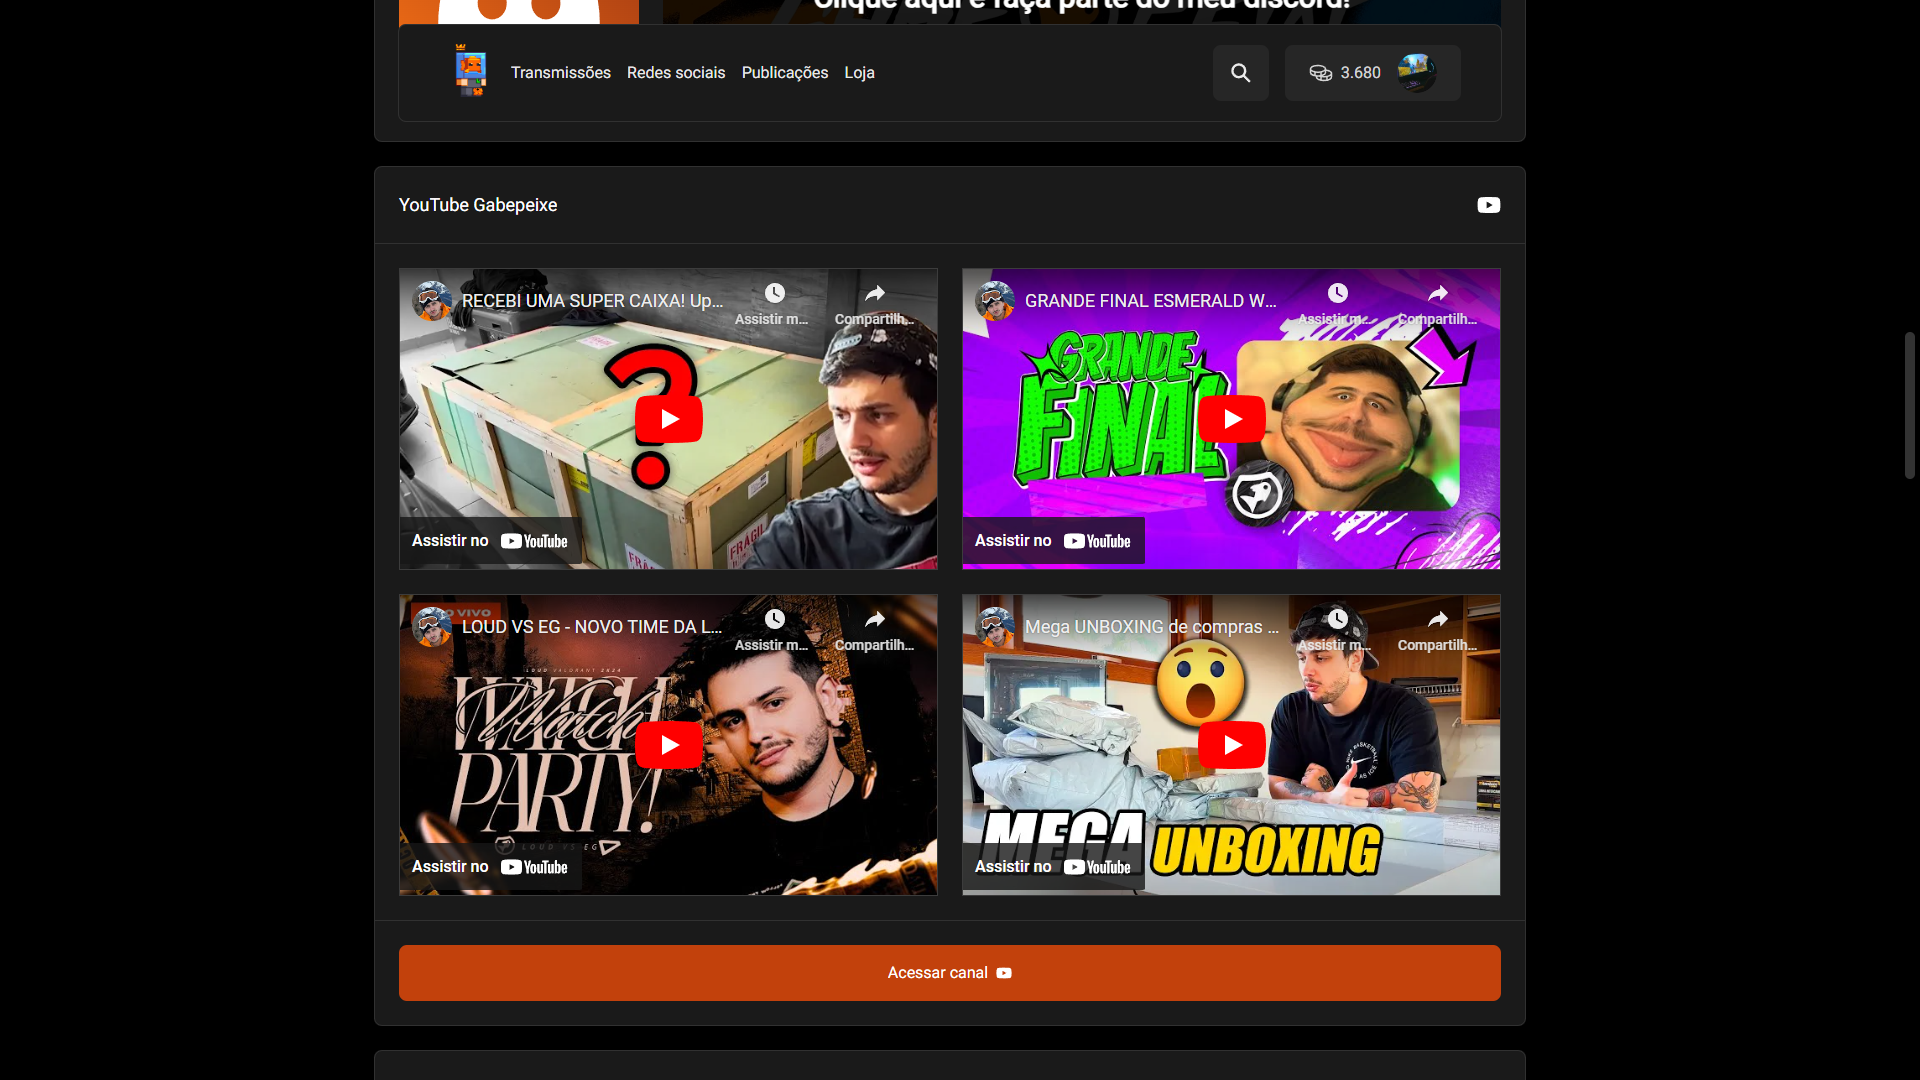 Clique aqui e faça parte do meu discord!
Transmissões Redes sociais Publicações Loja
3.680
YouTube Gabepeixe
RECEBI UMA SUPER CAIXA! Up...
Assistir m...
Compartilh...
FRAGIL
Assistir no YouTube
GRANDE FINAL ESMERALD W...
Assistir m...
Compartilh...
GRANDE
FINAL
Assistir no YouTube
O VIVO
LOUD VS EG - NOVO TIME DA L...
Assistir m...
Compartilh...
LOUD VALORANT 2024
WATCH
Watch
PARTY!
LOUD VS EG
Assistir no YouTube
Mega UNBOXING de compras ...
Assistir m...
Compartilh...
MEGA UNBOXING
Assistir no YouTube
Acessar canal